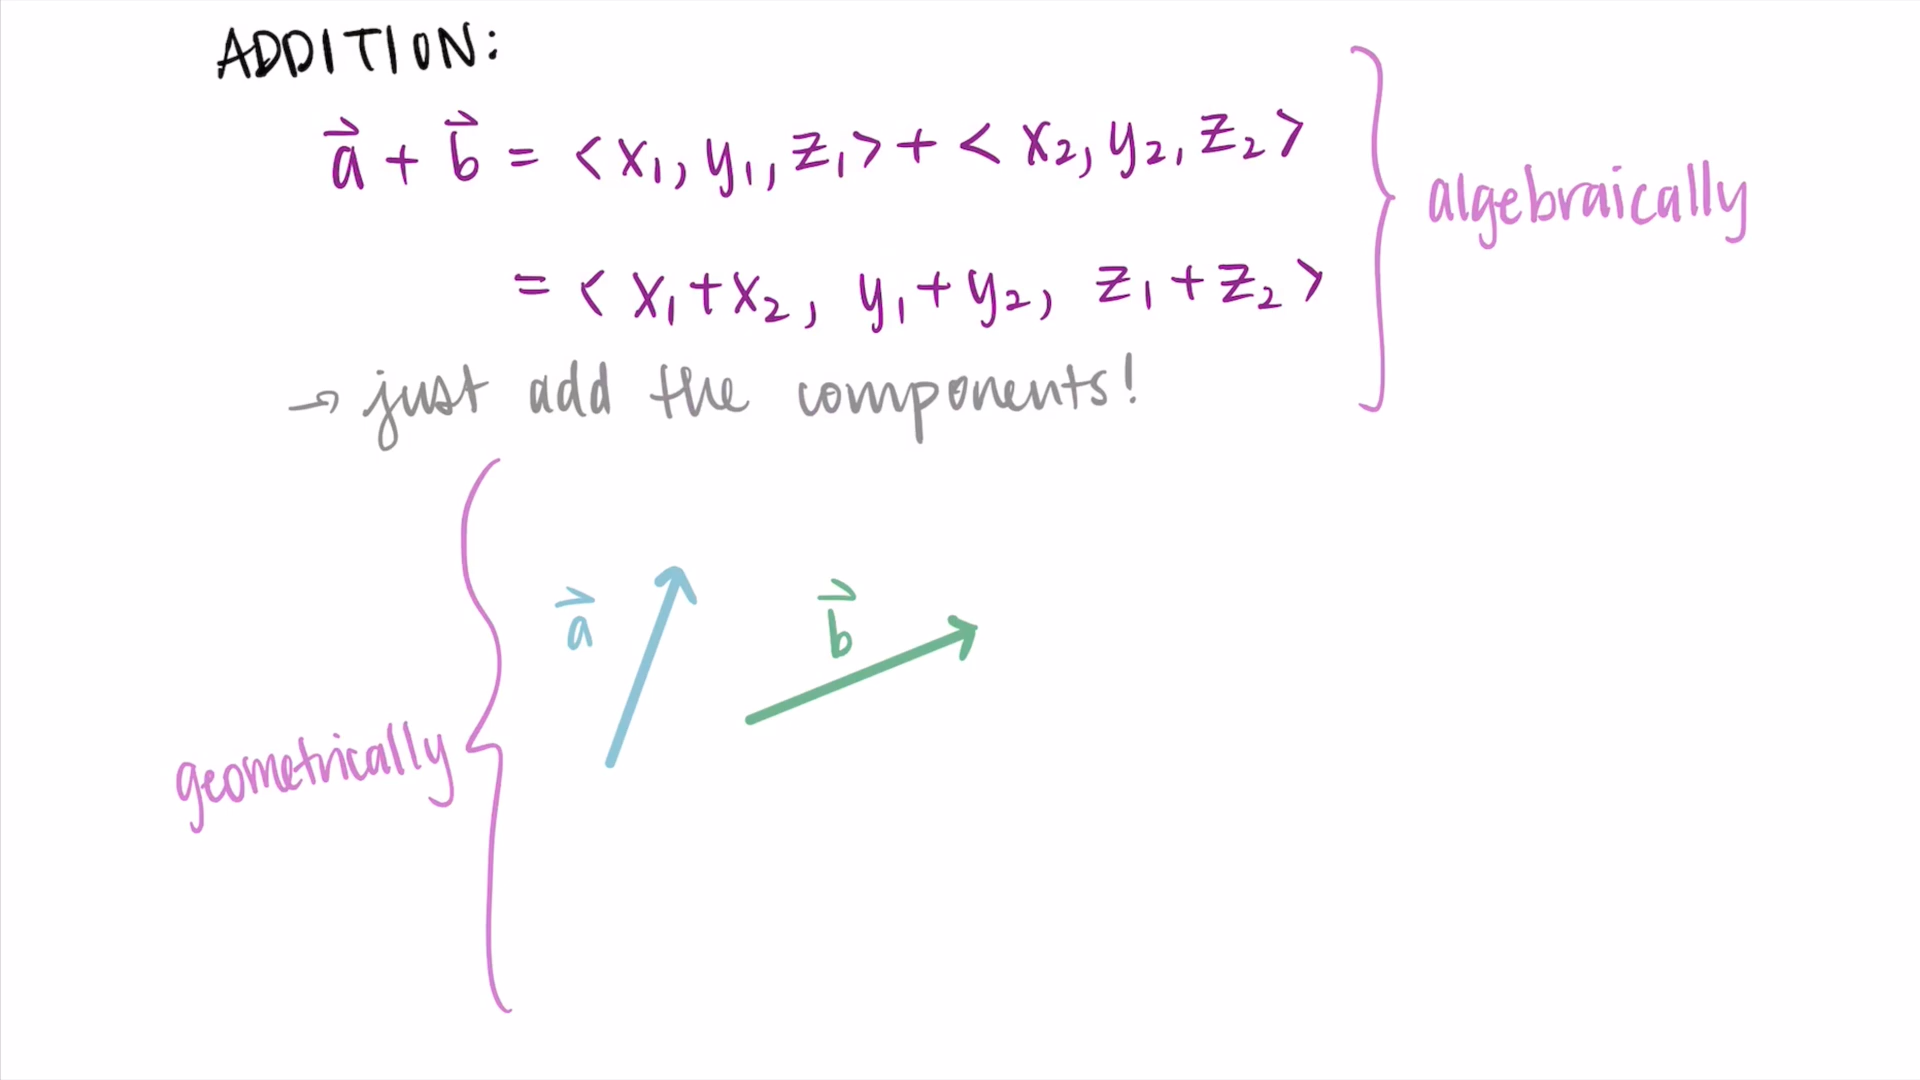 ADDITION:
a⃗ + b⃗ = <x₁, y₁, z₁> + <x₂, y₂, z₂>
= <x₁+x₂, y₁+y₂, z₁+z₂>
algebraically
→ just add the components!
a⃗
b⃗
geometrically